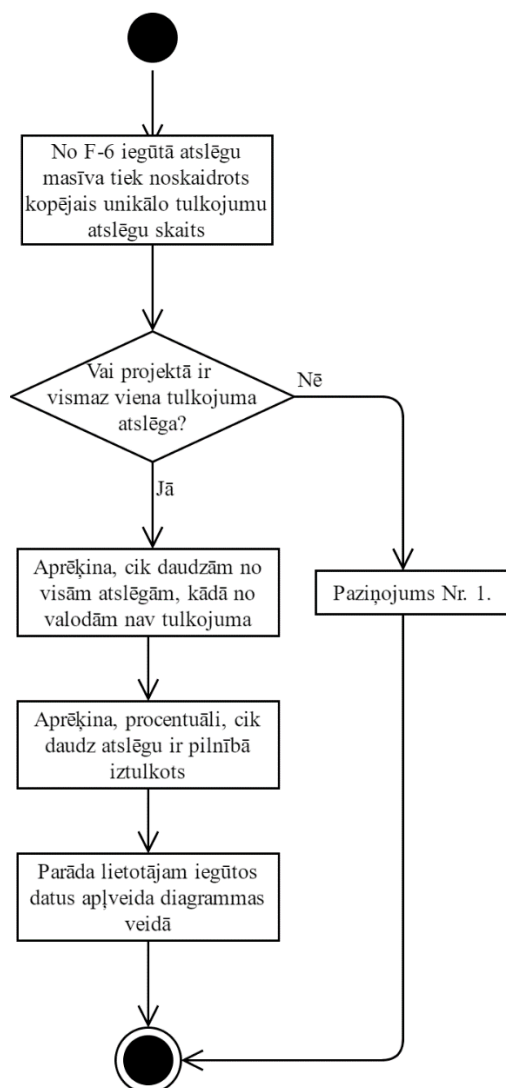 No F-6 iegūtā atslēgu
masīva tiek noskaidrots
kopējais unikālo tulkojumu
atslēgu skaits
Vai projektā ir
vismaz viena tulkojuma
atslēga?
Nē
Jā
Aprēķina, cik daudzām no
visām atslēgām, kādā no
valodām nav tulkojuma
Paziņojums Nr. 1.
Aprēķina, procentuāli, cik
daudz atslēgu ir pilnībā
iztulkots
Parāda lietotājam iegūtos
datus apļveida diagrammas
veidā